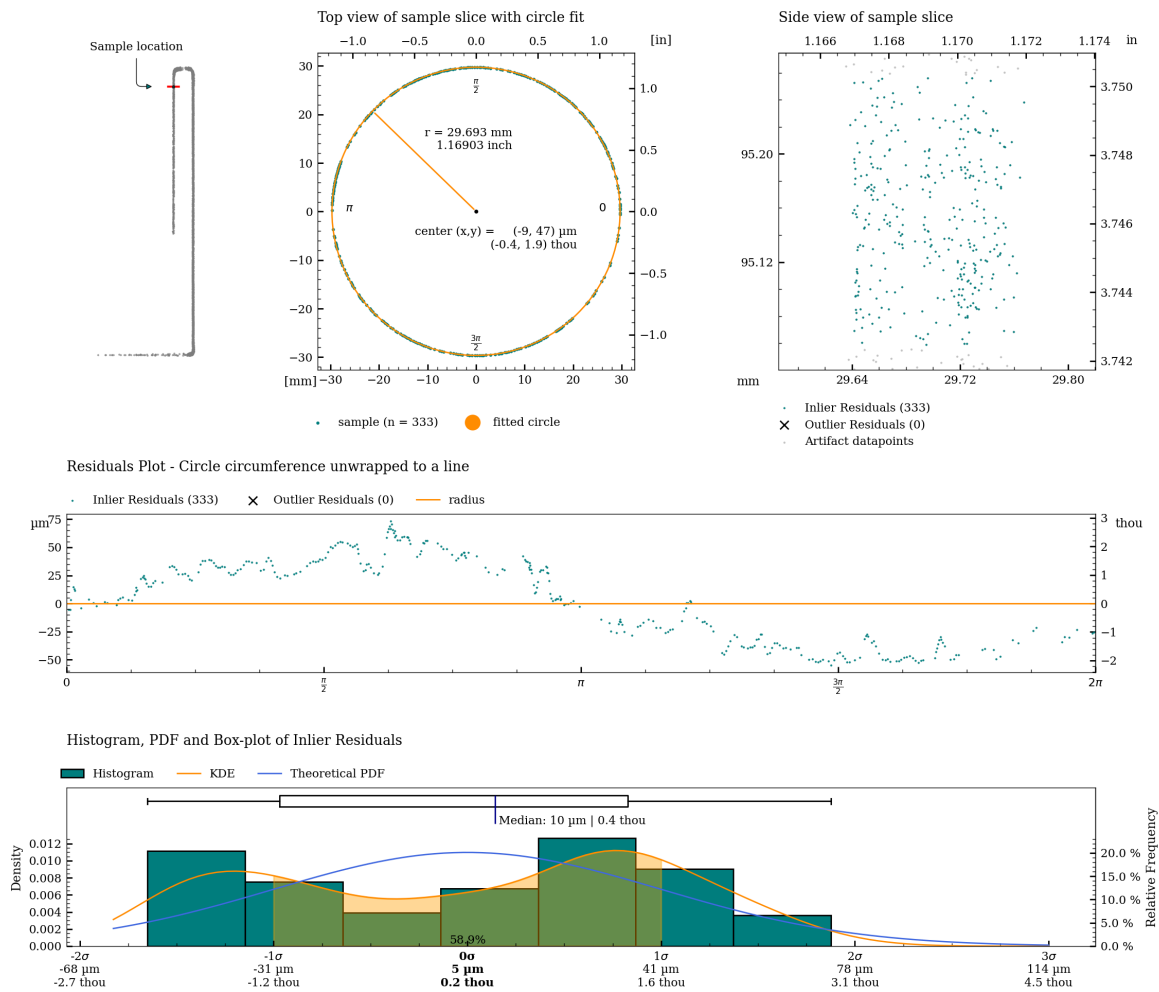 Top view of sample slice with circle fit
Side view of sample slice
Sample location
−1.0 −0.5 0.0 0.5 1.0 [in]
1.166 1.168 1.170 1.172 1.174 in
30
20
10
0
−10
−20
−30
1.0
0.5
0.0
−0.5
−1.0
π/2
r = 29.693 mm
1.16903 inch
π
0
center (x,y) = (-9, 47) µm
(-0.4, 1.9) thou
3π/2
[mm] −30 −20 −10 0 10 20 30
95.20
95.12
3.750
3.748
3.746
3.744
3.742
mm 29.64 29.72 29.80
sample (n = 333) fitted circle
Inlier Residuals (333)
Outlier Residuals (0)
Artifact datapoints
Residuals Plot - Circle circumference unwrapped to a line
Inlier Residuals (333) Outlier Residuals (0) radius
µm
75
50
25
0
−25
−50
3 thou
2
1
0
−1
−2
0 π/2 π 3π/2 2π
Histogram, PDF and Box-plot of Inlier Residuals
Histogram KDE Theoretical PDF
Median: 10 µm | 0.4 thou
Density
0.012
0.010
0.008
0.006
0.004
0.002
0.000
20.0 %
15.0 %
10.0 %
5.0 %
0.0 %
Relative Frequency
58.9%
-2σ -1σ 0σ 1σ 2σ 3σ
-68 µm -31 µm 5 µm 41 µm 78 µm 114 µm
-2.7 thou -1.2 thou 0.2 thou 1.6 thou 3.1 thou 4.5 thou